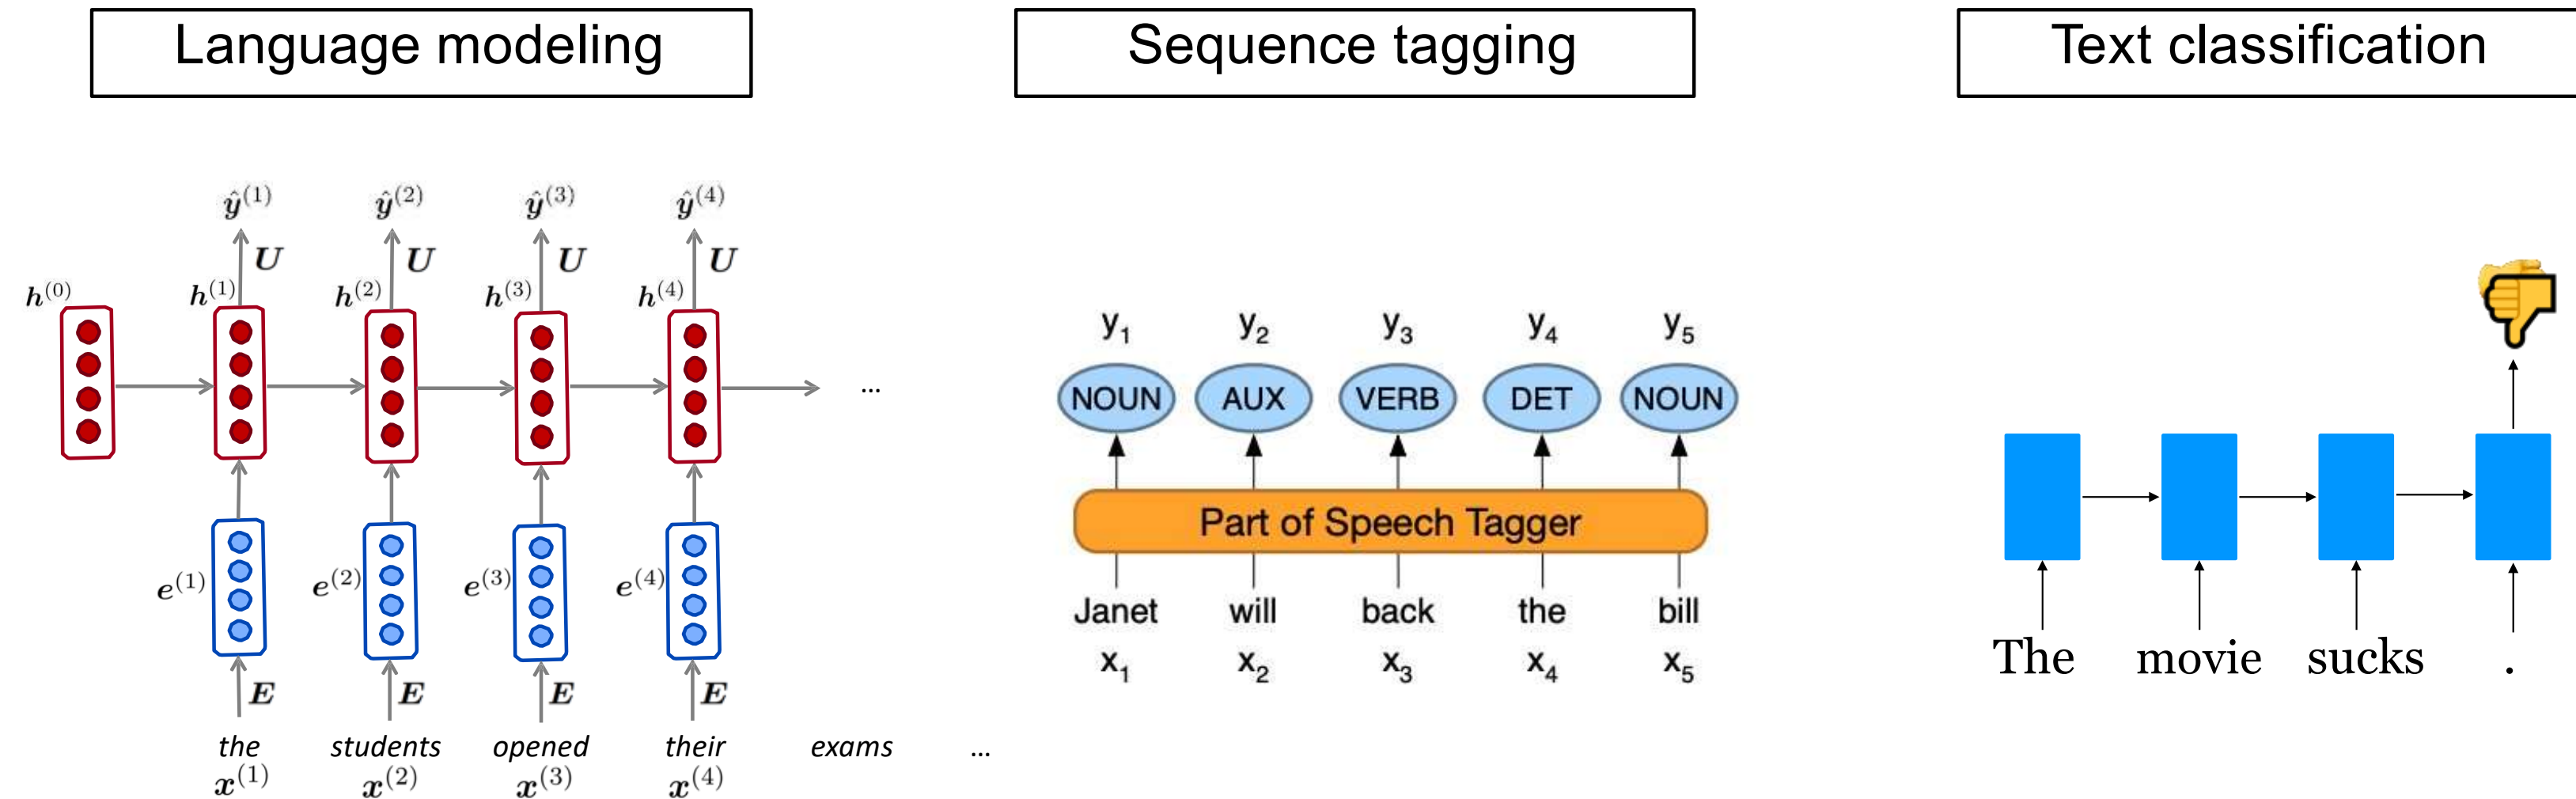 Language modeling
ŷ⁽¹⁾ ŷ⁽²⁾ ŷ⁽³⁾ ŷ⁽⁴⁾
U U U U
h⁽⁰⁾ h⁽¹⁾ h⁽²⁾ h⁽³⁾ h⁽⁴⁾
...
e⁽¹⁾ e⁽²⁾ e⁽³⁾ e⁽⁴⁾
E E E E
the students opened their exams ...
x⁽¹⁾ x⁽²⁾ x⁽³⁾ x⁽⁴⁾
Sequence tagging
y₁ y₂ y₃ y₄ y₅
NOUN AUX VERB DET NOUN
Part of Speech Tagger
Janet will back the bill
x₁ x₂ x₃ x₄ x₅
Text classification
The movie sucks .